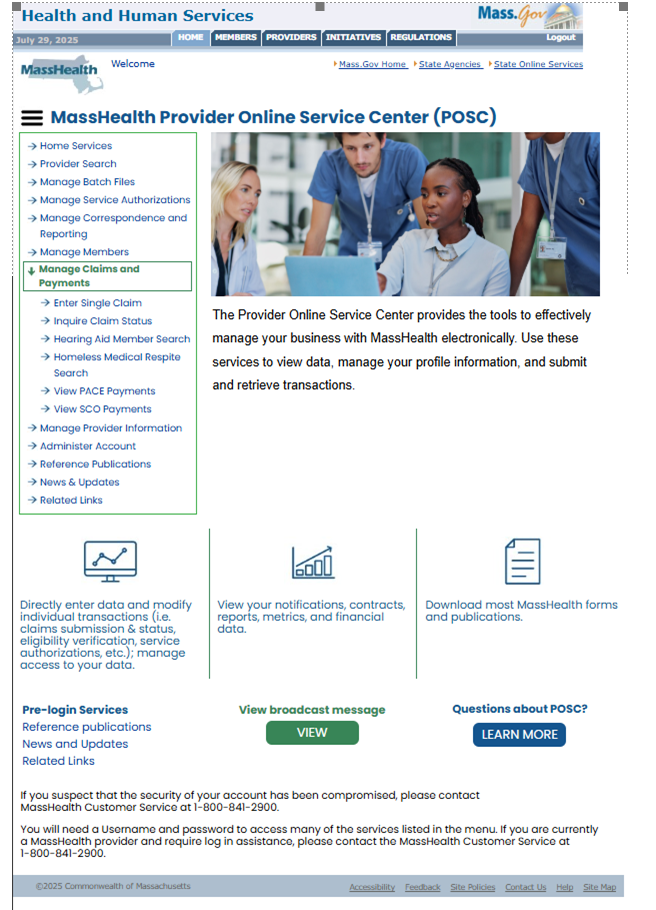 Health and Human Services
Mass.Gov
July 29, 2025
HOME MEMBERS PROVIDERS INITIATIVES REGULATIONS Logout
MassHealth
Welcome
Mass.Gov Home State Agencies State Online Services
MassHealth Provider Online Service Center (POSC)
Home Services
Provider Search
Manage Batch Files
Manage Service Authorizations
Manage Correspondence and
Reporting
Manage Members
Manage Claims and
Payments
Enter Single Claim
Inquire Claim Status
Hearing Aid Member Search
Homeless Medical Respite
Search
View PACE Payments
View SCO Payments
Manage Provider Information
Administer Account
Reference Publications
News & Updates
Related Links
The Provider Online Service Center provides the tools to effectively
manage your business with MassHealth electronically. Use these
services to view data, manage your profile information, and submit
and retrieve transactions.
Directly enter data and modify
individual transactions (i.e.
claims submission & status,
eligibility verification, service
authorizations, etc.); manage
access to your data.
View your notifications, contracts,
reports, metrics, and financial
data.
Download most MassHealth forms
and publications.
Pre-login Services
Reference publications
News and Updates
Related Links
View broadcast message
VIEW
Questions about POSC?
LEARN MORE
If you suspect that the security of your account has been compromised, please contact
MassHealth Customer Service at 1-800-841-2900.
You will need a Username and password to access many of the services listed in the menu. If you are currently
a MassHealth provider and require log in assistance, please contact the MassHealth Customer Service at
1-800-841-2900.
©2025 Commonwealth of Massachusetts
Accessibility Feedback Site Policies Contact Us Help Site Map